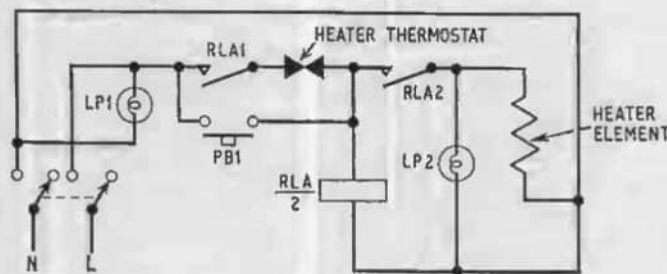 HEATER THERMOSTAT
RLA1
LP1
RLA2
HEATER
ELEMENT
PB1
LP2
RLA
2
N
L